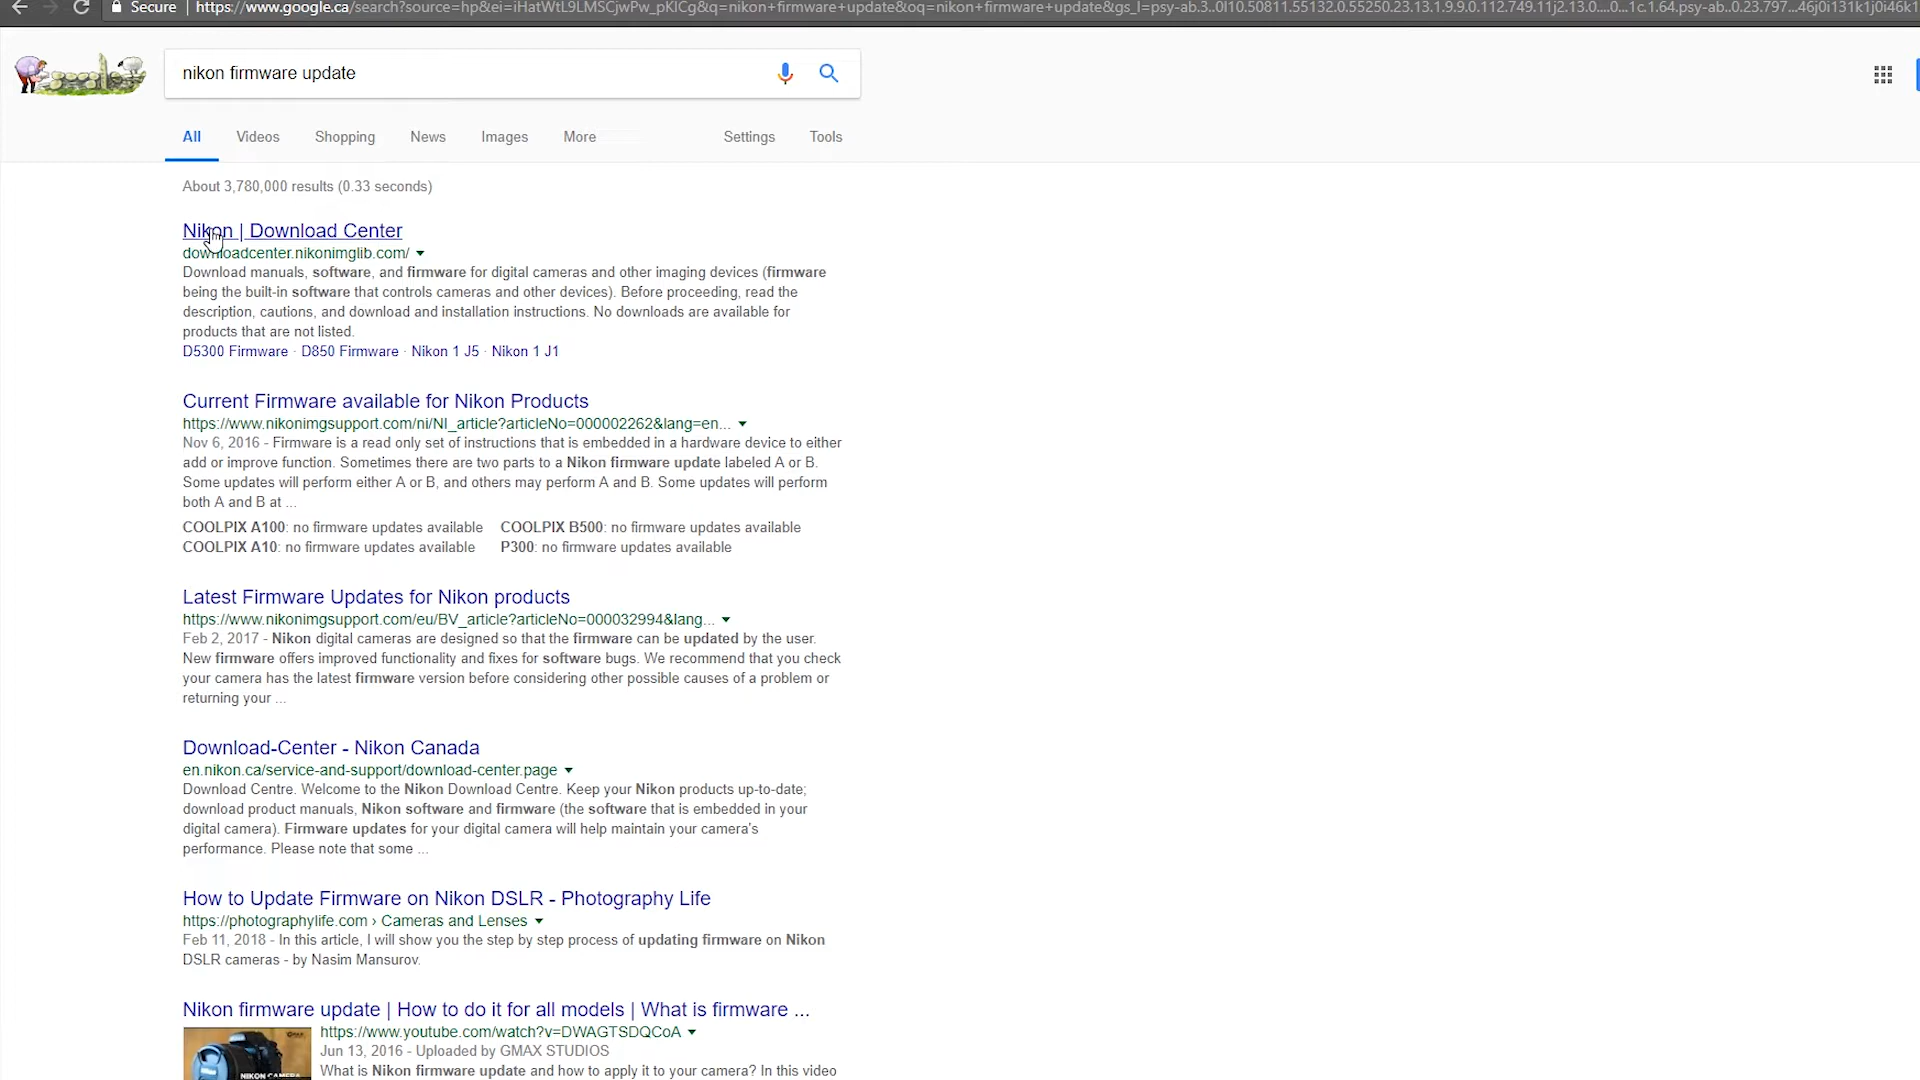 Secure | https://www.google.ca/search?source=hp&ei=iHatWtL9LMSCjwPw_pKICg&q=nikon+firmware+update&oq=nikon+firmware+update&gs_l=psy-ab.3..0l10.50811.55132.0.55250.23.13.1.9.9.0.112.749.11j2.13.0....0...1c.1.64.psy-ab..0.23.797...46j0i131k1j0i46k1
nikon firmware update
All Videos Shopping News Images More Settings Tools
About 3,780,000 results (0.33 seconds)
Nikon | Download Center
downloadcenter.nikonimglib.com/
Download manuals, software, and firmware for digital cameras and other imaging devices (firmware
being the built-in software that controls cameras and other devices). Before proceeding, read the
description, cautions, and download and installation instructions. No downloads are available for
products that are not listed.
D5300 Firmware · D850 Firmware · Nikon 1 J5 · Nikon 1 J1
Current Firmware available for Nikon Products
https://www.nikonimgsupport.com/ni/NI_article?articleNo=000002262&lang=en...
Nov 6, 2016 - Firmware is a read only set of instructions that is embedded in a hardware device to either
add or improve function. Sometimes there are two parts to a Nikon firmware update labeled A or B.
Some updates will perform either A or B, and others may perform A and B. Some updates will perform
both A and B at ...
COOLPIX A100: no firmware updates available COOLPIX B500: no firmware updates available
COOLPIX A10: no firmware updates available P300: no firmware updates available
Latest Firmware Updates for Nikon products
https://www.nikonimgsupport.com/eu/BV_article?articleNo=000032994&lang...
Feb 2, 2017 - Nikon digital cameras are designed so that the firmware can be updated by the user.
New firmware offers improved functionality and fixes for software bugs. We recommend that you check
your camera has the latest firmware version before considering other possible causes of a problem or
returning your ...
Download-Center - Nikon Canada
en.nikon.ca/service-and-support/download-center.page
Download Centre. Welcome to the Nikon Download Centre. Keep your Nikon products up-to-date;
download product manuals, Nikon software and firmware (the software that is embedded in your
digital camera). Firmware updates for your digital camera will help maintain your camera's
performance. Please note that some ...
How to Update Firmware on Nikon DSLR - Photography Life
https://photographylife.com › Cameras and Lenses
Feb 11, 2018 - In this article, I will show you the step by step process of updating firmware on Nikon
DSLR cameras - by Nasim Mansurov.
Nikon firmware update | How to do it for all models | What is firmware ...
https://www.youtube.com/watch?v=DWAGTSDQCoA
Jun 13, 2016 - Uploaded by GMAX STUDIOS
What is Nikon firmware update and how to apply it to your camera? In this video
NIKON CAMERA